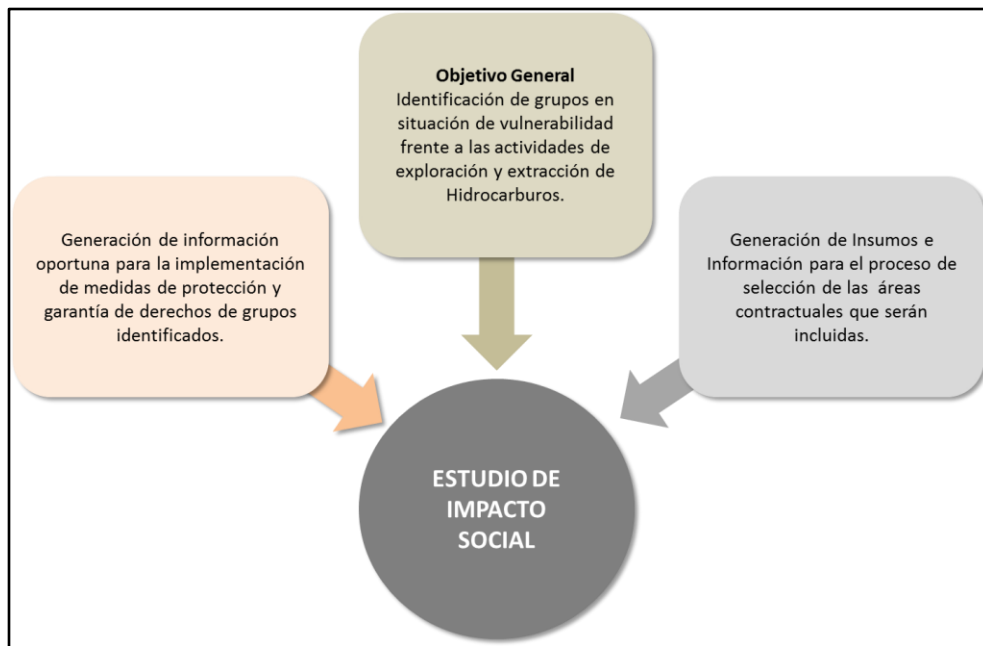 Objetivo General
Identificación de grupos en
situación de vulnerabilidad
frente a las actividades de
exploración y extracción de
Hidrocarburos.
Generación de información
oportuna para la implementación
de medidas de protección y
garantía de derechos de grupos
identificados.
Generación de Insumos e
Información para el proceso de
selección de las áreas
contractuales que serán
incluidas.
ESTUDIO DE
IMPACTO
SOCIAL